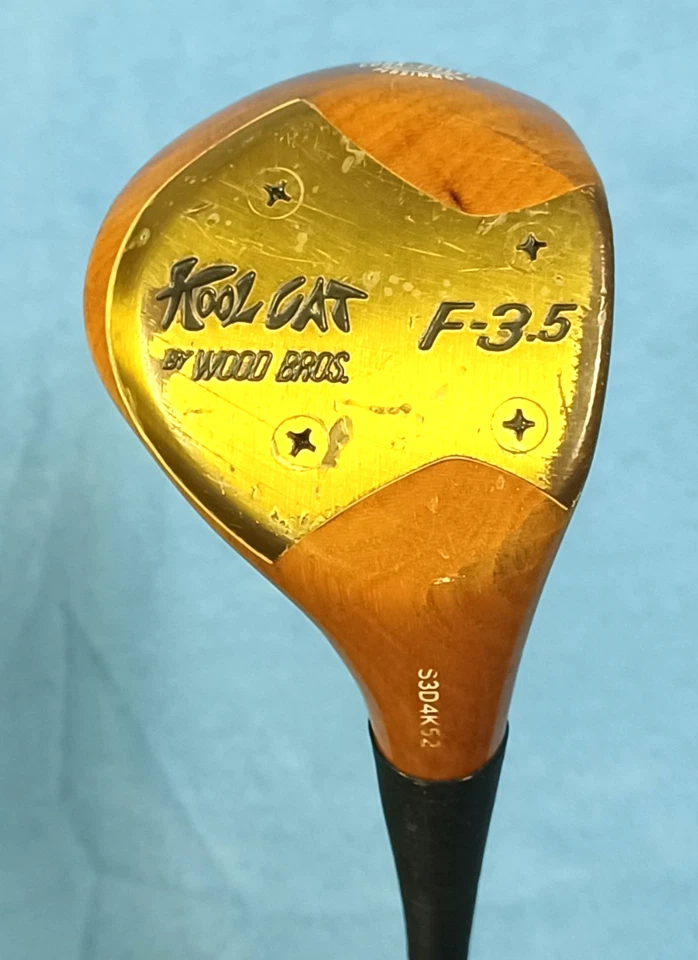 KOOL CAT
BY WOOD BROS.
F-3.5
S3D4K52